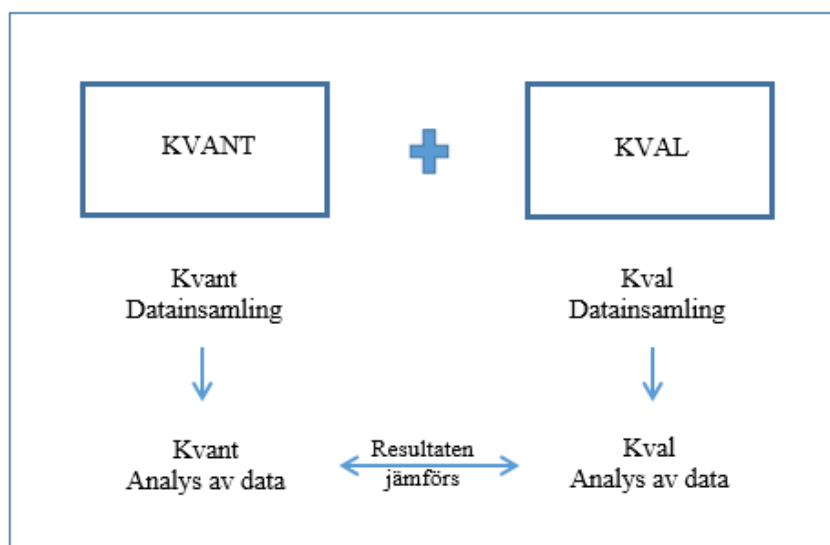 KVANT
KVAL
Kvant
Datainsamling
Kval
Datainsamling
Kvant
Analys av data
Resultaten
jämförs
Kval
Analys av data